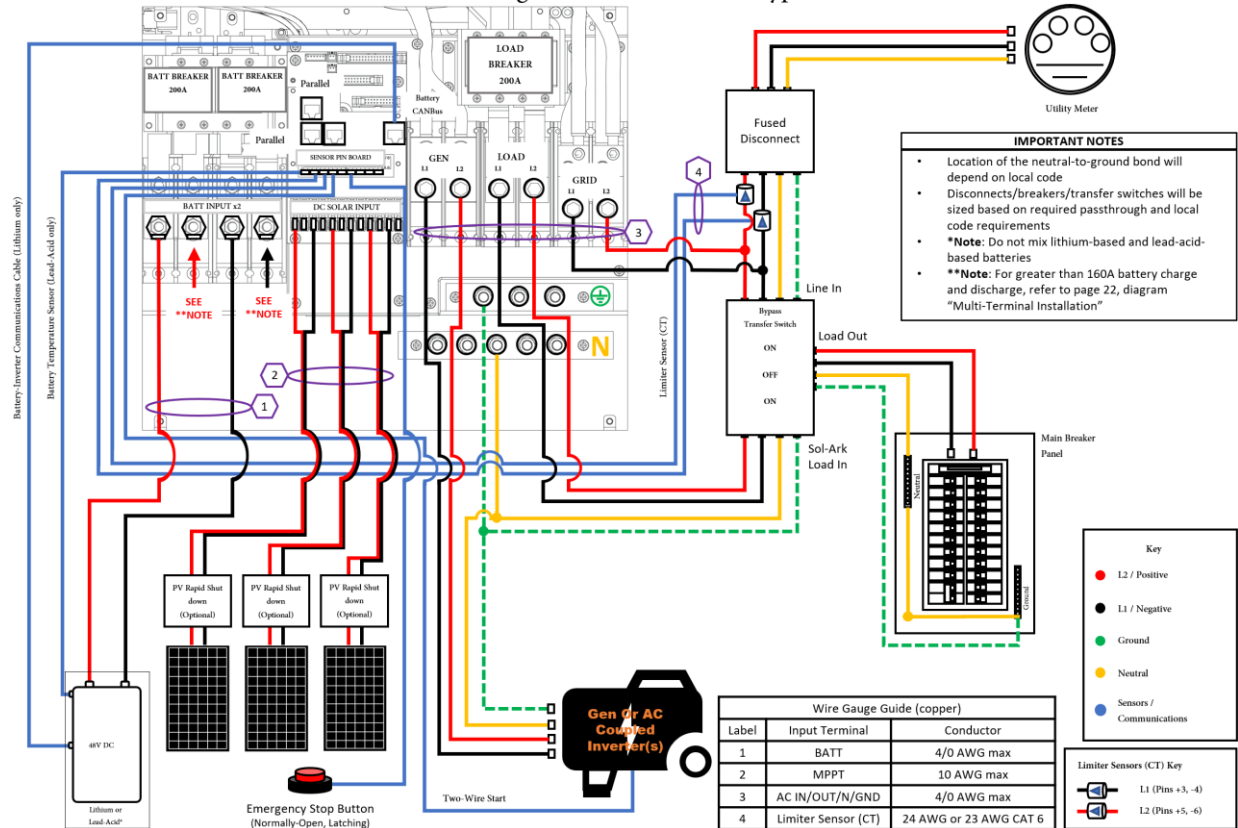 BATT BREAKER
200A
BATT BREAKER
200A
Parallel
Parallel
Battery
CANBus
LOAD
BREAKER
200A
SENSOR PIN BOARD
GEN
L1
L2
LOAD
L1
L2
GRID
L1
L2
BATT INPUT x2
DC SOLAR INPUT
SEE
**NOTE
SEE
**NOTE
N
1
2
3
4
Battery-Inverter Communications Cable (Lithium only)
Battery Temperature Sensor (Lead-Acid only)
Limiter Sensor (CT)
Fused
Disconnect
Utility Meter
IMPORTANT NOTES
• Location of the neutral-to-ground bond will
depend on local code
• Disconnects/breakers/transfer switches will be
sized based on required passthrough and local
code requirements
• *Note: Do not mix lithium-based and lead-acid-
based batteries
• **Note: For greater than 160A battery charge
and discharge, refer to page 22, diagram
"Multi-Terminal Installation"
Line In
Bypass
Transfer Switch
ON
OFF
ON
Load Out
Sol-Ark
Load In
Main Breaker
Panel
Neutral
Ground
Key
L2 / Positive
L1 / Negative
Ground
Neutral
Sensors /
Communications
PV Rapid Shut
down
(Optional)
PV Rapid Shut
down
(Optional)
PV Rapid Shut
down
(Optional)
48V DC
Lithium or
Lead-Acid*
Emergency Stop Button
(Normally-Open, Latching)
Two-Wire Start
Gen Or AC
Coupled
Inverter(s)
Wire Gauge Guide (copper)
Label Input Terminal Conductor
1 BATT 4/0 AWG max
2 MPPT 10 AWG max
3 AC IN/OUT/N/GND 4/0 AWG max
4 Limiter Sensor (CT) 24 AWG or 23 AWG CAT 6
Limiter Sensors (CT) Key
L1 (Pins +3, -4)
L2 (Pins +5, -6)